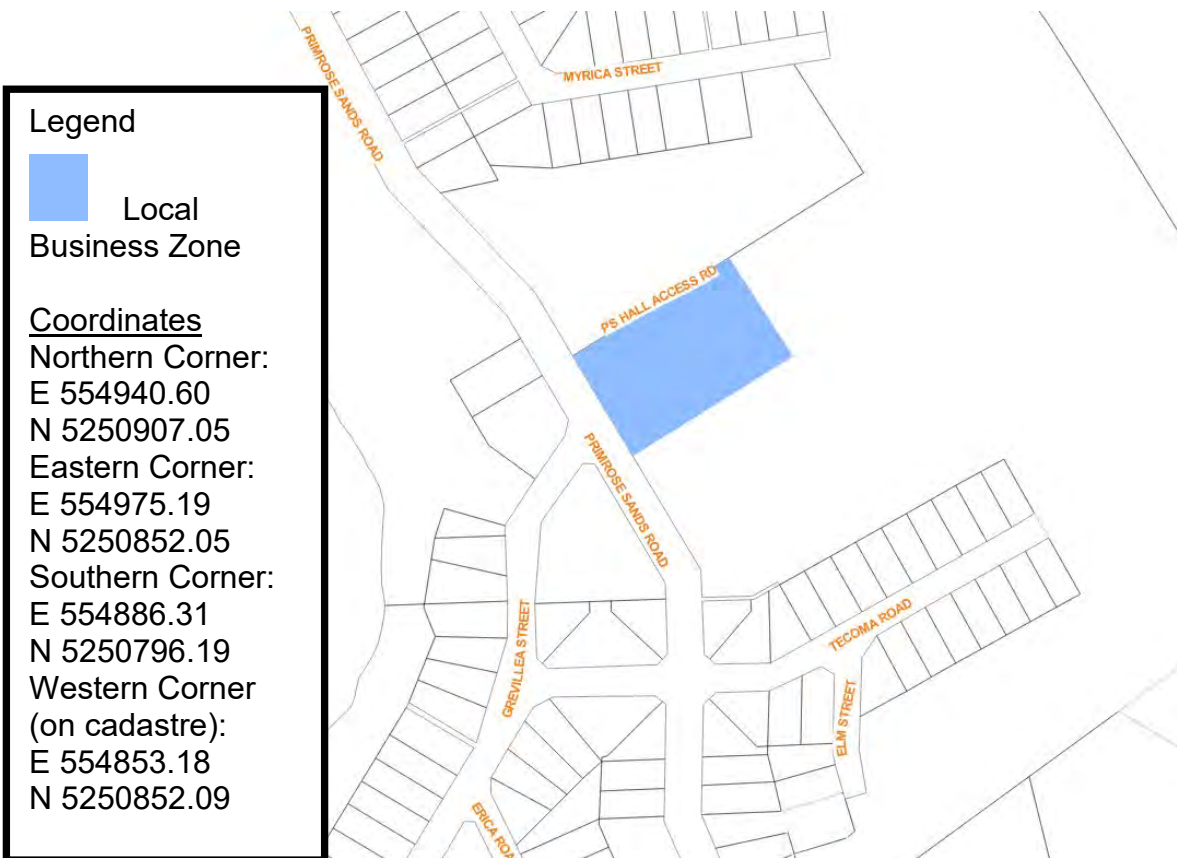 Legend
Local
Business Zone
Coordinates
Northern Corner:
E 554940.60
N 5250907.05
Eastern Corner:
E 554975.19
N 5250852.05
Southern Corner:
E 554886.31
N 5250796.19
Western Corner
(on cadastre):
E 554853.18
N 5250852.09
PRIMROSE SANDS ROAD
MYRICA STREET
PS HALL ACCESS RD
PRIMROSE SANDS ROAD
GREVILLEA STREET
TECOMA ROAD
ELM STREET
ERICA ROA